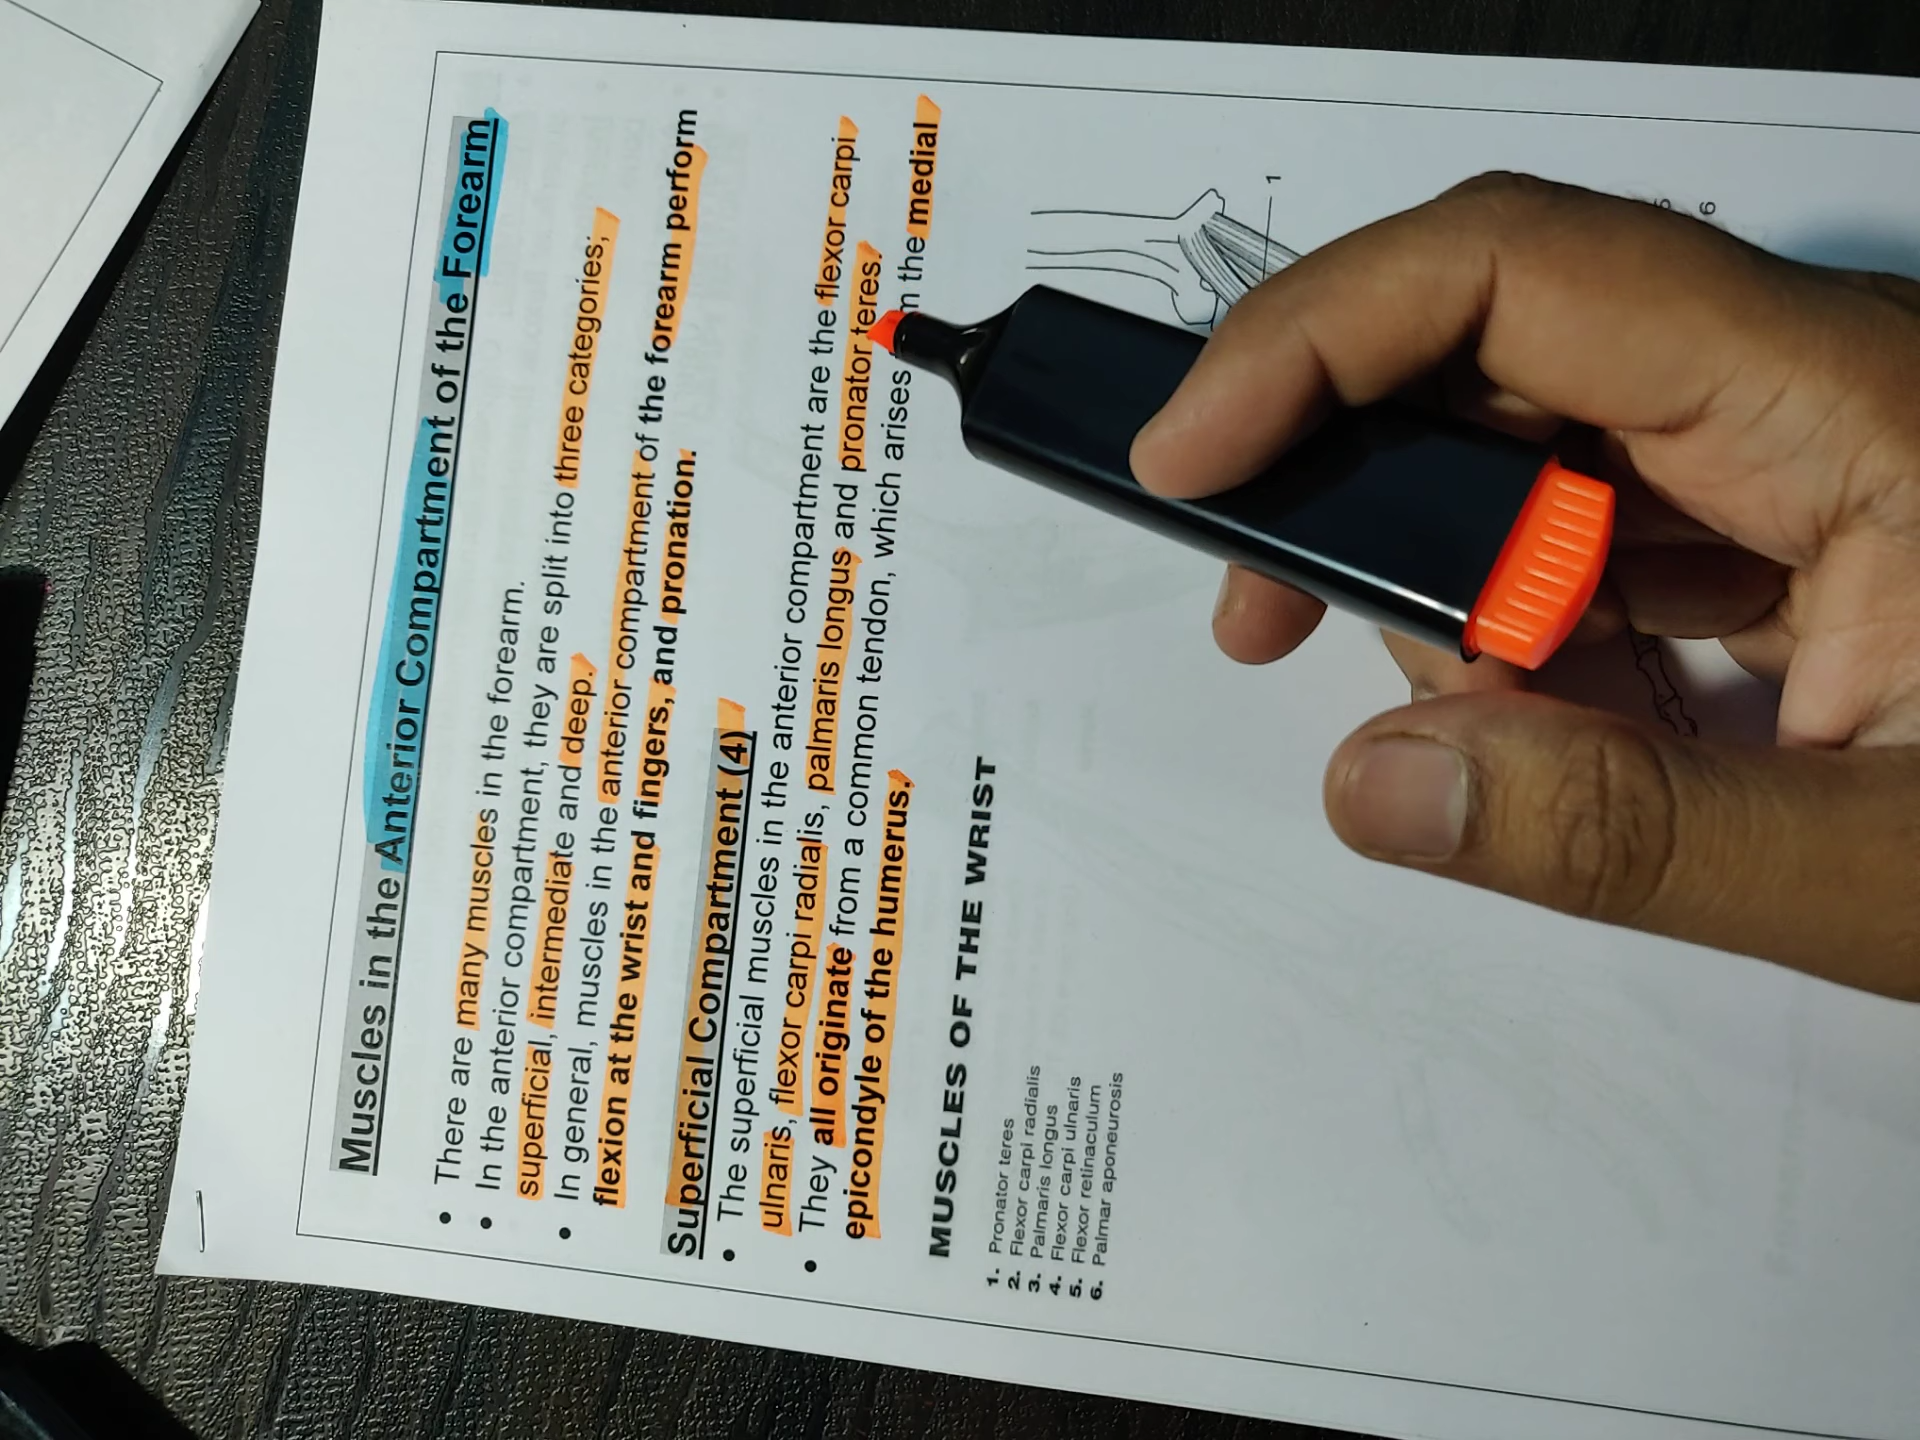 Muscles in the Anterior Compartment of the Forearm
• There are many muscles in the forearm.
• In the anterior compartment, they are split into three categories;
superficial, intermediate and deep.
• In general, muscles in the anterior compartment of the forearm perform
flexion at the wrist and fingers, and pronation.
Superficial Compartment (4)
• The superficial muscles in the anterior compartment are the flexor carpi
ulnaris, flexor carpi radialis, palmaris longus and pronator teres.
• They all originate from a common tendon, which arises the medial
epicondyle of the humerus.
MUSCLES OF THE WRIST
1. Pronator teres
2. Flexor carpi radialis
3. Palmaris longus
4. Flexor carpi ulnaris
5. Flexor retinaculum
6. Palmar aponeurosis
1
5
6